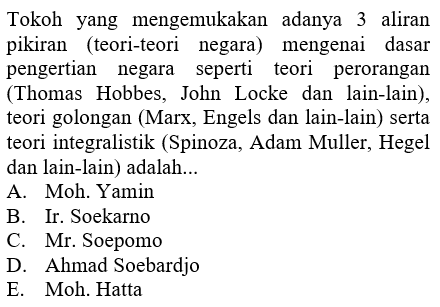 Tokoh yang mengemukakan adanya 3 aliran
pikiran (teori-teori negara) mengenai dasar
pengertian negara seperti teori perorangan
(Thomas Hobbes, John Locke dan lain-lain),
teori golongan (Marx, Engels dan lain-lain) serta
teori integralistik (Spinoza, Adam Muller, Hegel
dan lain-lain) adalah...
A. Moh. Yamin
B. Ir. Soekarno
C. Mr. Soepomo
D. Ahmad Soebardjo
E. Moh. Hatta